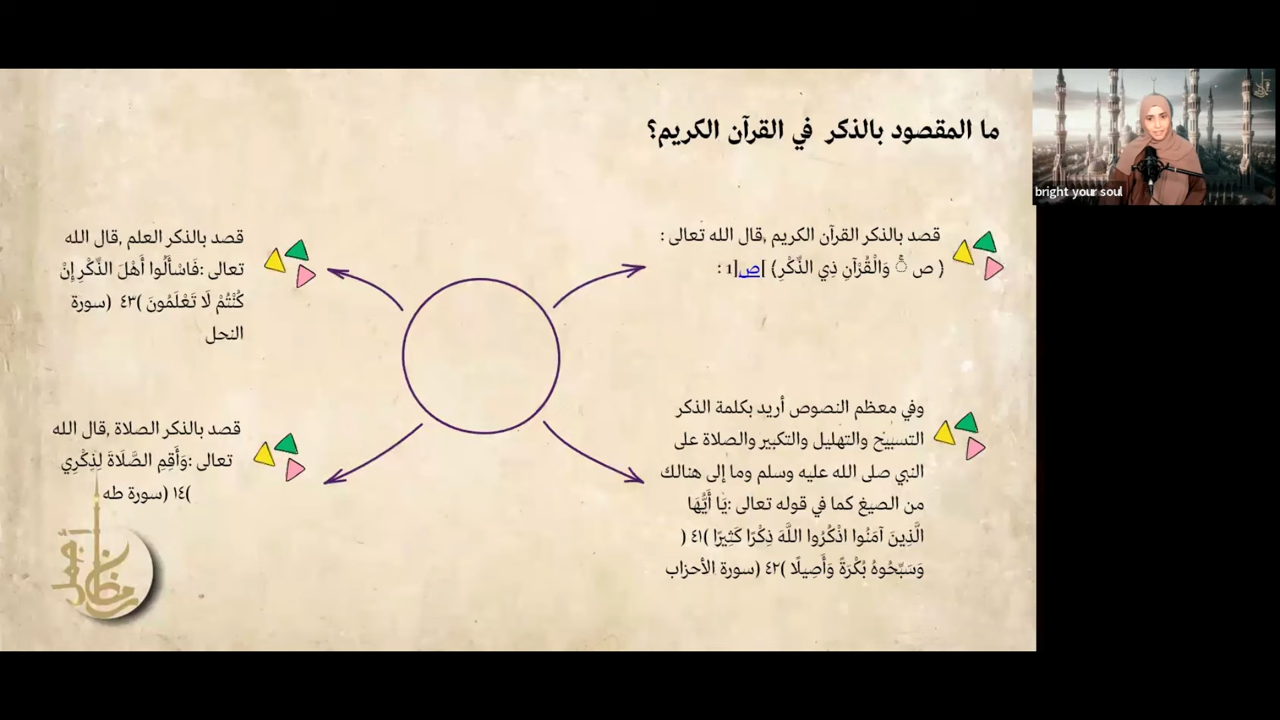 ما المقصود بالذكر في القرآن الكريم؟
bright your soul
قصد بالذكر القرآن الكريم ,قال الله تعالى :
( ص ۚ وَالْقُرْآنِ ذِي الذِّكْرِ} ]ص[1 :
قصد بالذكر العلم ,قال الله
تعالى :فَاسْأَلُوا أَهْلَ الذِّكْرِ إِنْ
كُنْتُمْ لَا تَعْلَمُونَ )٤٣ (سورة
النحل
وفي معظم النصوص أريد بكلمة الذكر
التسبيح والتهليل والتكبير والصلاة على
النبي صلى الله عليه وسلم وما إلى هنالك
من الصيغ كما في قوله تعالى :يَا أَيُّهَا
الَّذِينَ آمَنُوا اذْكُرُوا اللَّهَ ذِكْرًا كَثِيرًا )٤١ (
وَسَبِّحُوهُ بُكْرَةً وَأَصِيلًا )٤٢ (سورة الأحزاب
قصد بالذكر الصلاة ,قال الله
تعالى :وَأَقِمِ الصَّلَاةَ لِذِكْرِي
)١٤ (سورة طه
رمضان
أجمل